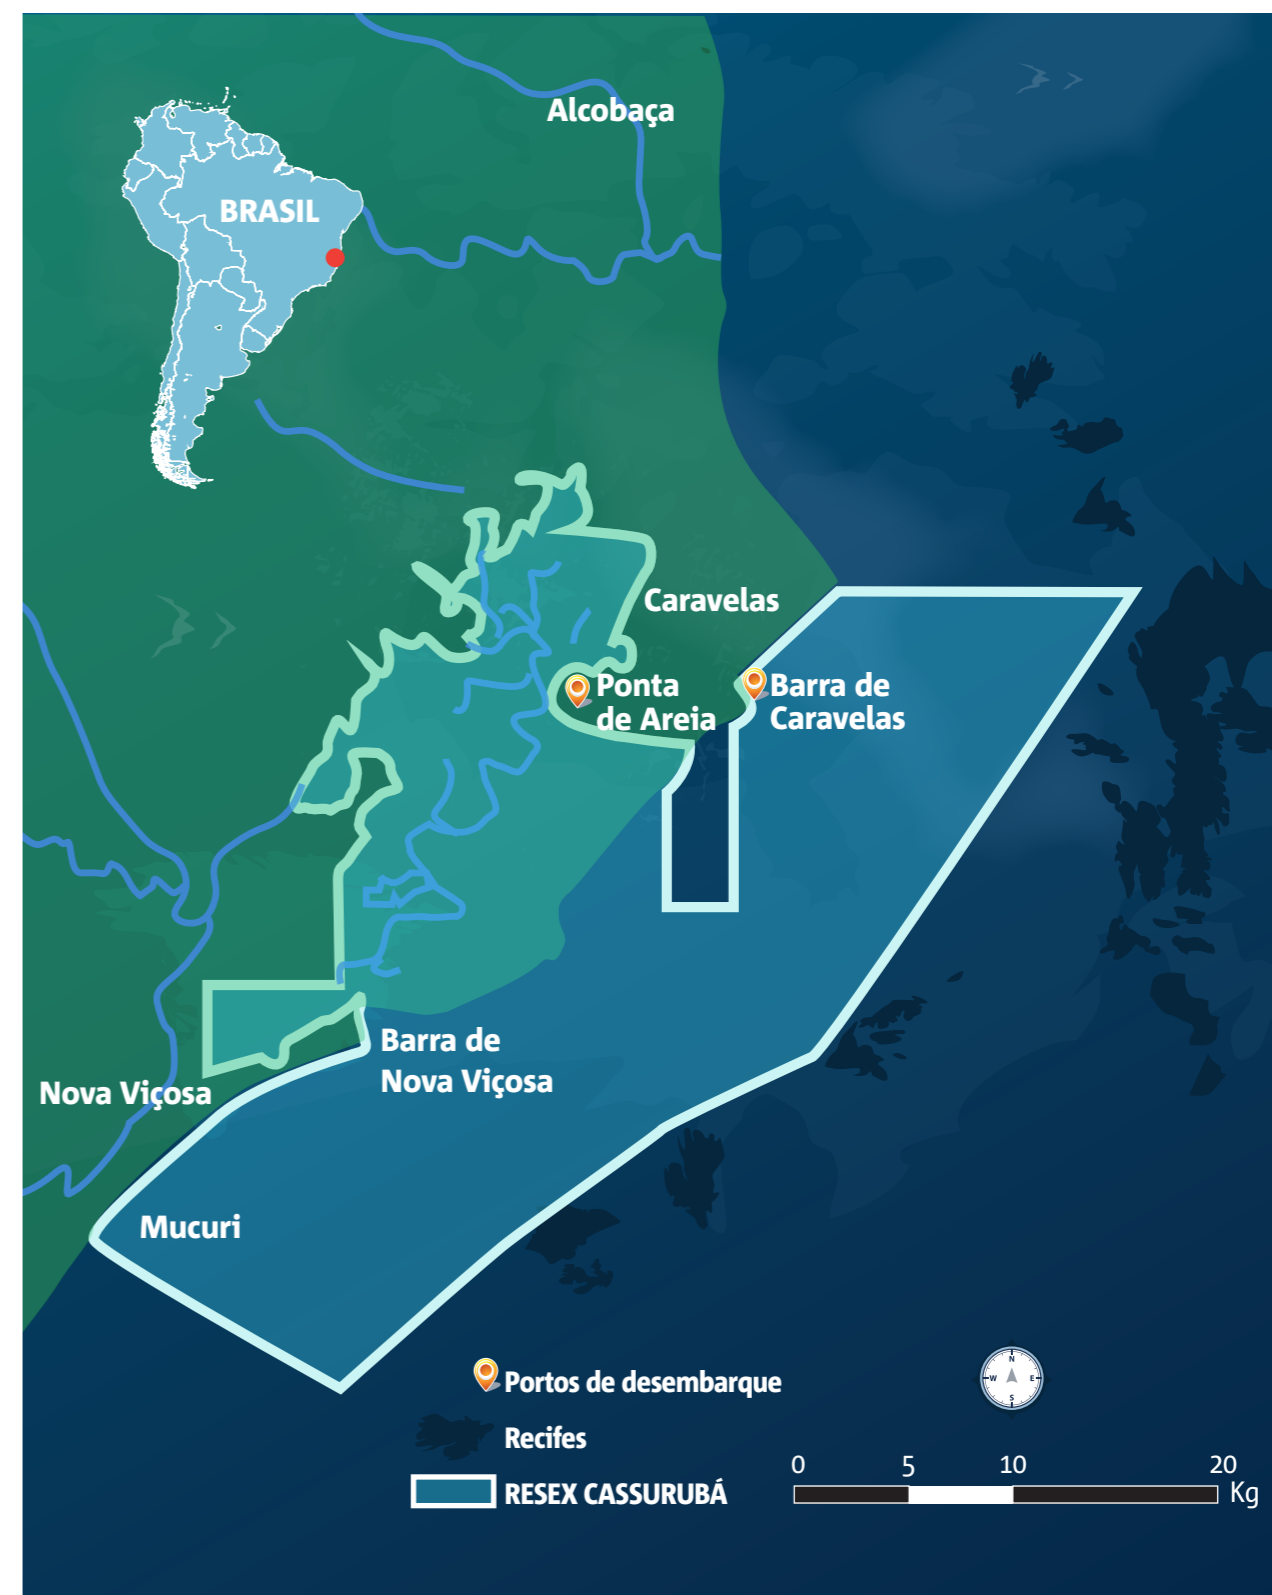 Alcobaça
BRASIL
Caravelas
Ponta
de Areia
Barra de
Caravelas
Barra de
Nova Viçosa
Nova Viçosa
Mucuri
Portos de desembarque
Recifes
RESEX CASSURUBÁ
N
W E
S
0 5 10 20
Kg